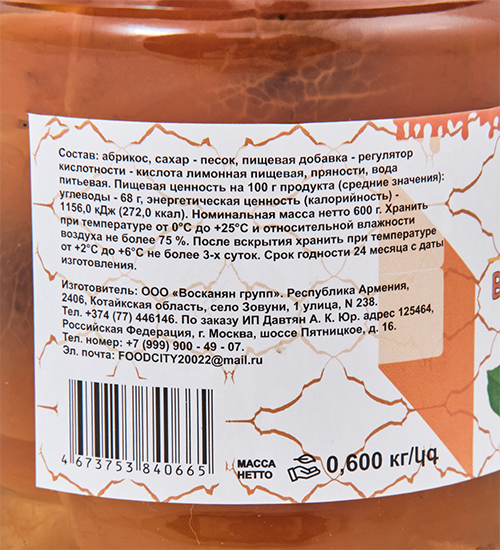 Состав: абрикос, сахар - песок, пищевая добавка - регулятор
кислотности - кислота лимонная пищевая, пряности, вода
питьевая. Пищевая ценность на 100 г продукта (средние значения):
углеводы - 68 г, энергетическая ценность (калорийность) -
1156,0 кДж (272,0 ккал). Номинальная масса нетто 600 г. Хранить
при температуре от 0°С до +25°С и относительной влажности
воздуха не более 75 %. После вскрытия хранить при температуре
от +2°С до +6°С не более 3-х суток. Срок годности 24 месяца с даты
изготовления.
Изготовитель: ООО «Восканян групп». Республика Армения,
2406, Котайкская область, село Зовуни, 1 улица, N 238.
Тел. +374 (77) 446146. По заказу ИП Давтян А. К. Юр. адрес 125464,
Российская Федерация, г. Москва, шоссе Пятницкое, д. 16.
Номер тел: +7 (999) 900 - 49 - 07.
Эл. почта: FOODCITY20022@mail.ru
4 673753 840665
МАССА
НЕТТО
0,600 кг/կգ